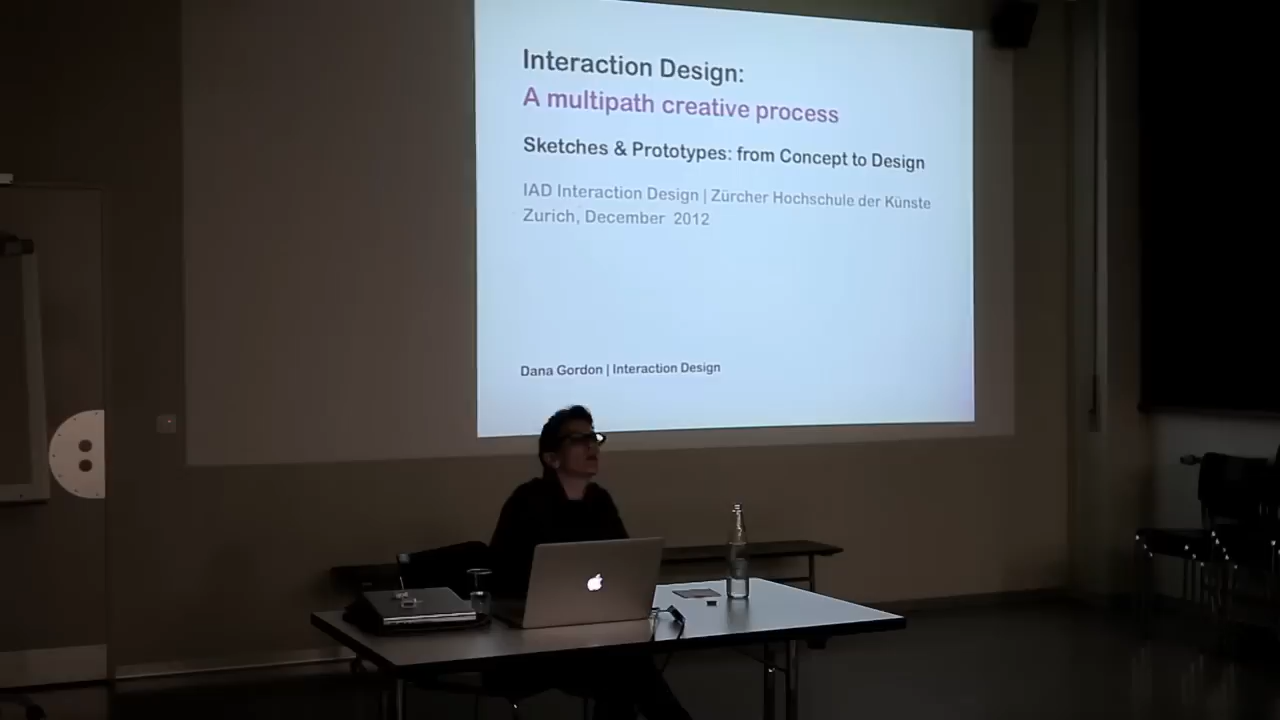 Interaction Design:
A multipath creative process
Sketches & Prototypes: from Concept to Design
IAD Interaction Design | Zürcher Hochschule der Künste
Zurich, December 2012
Dana Gordon | Interaction Design